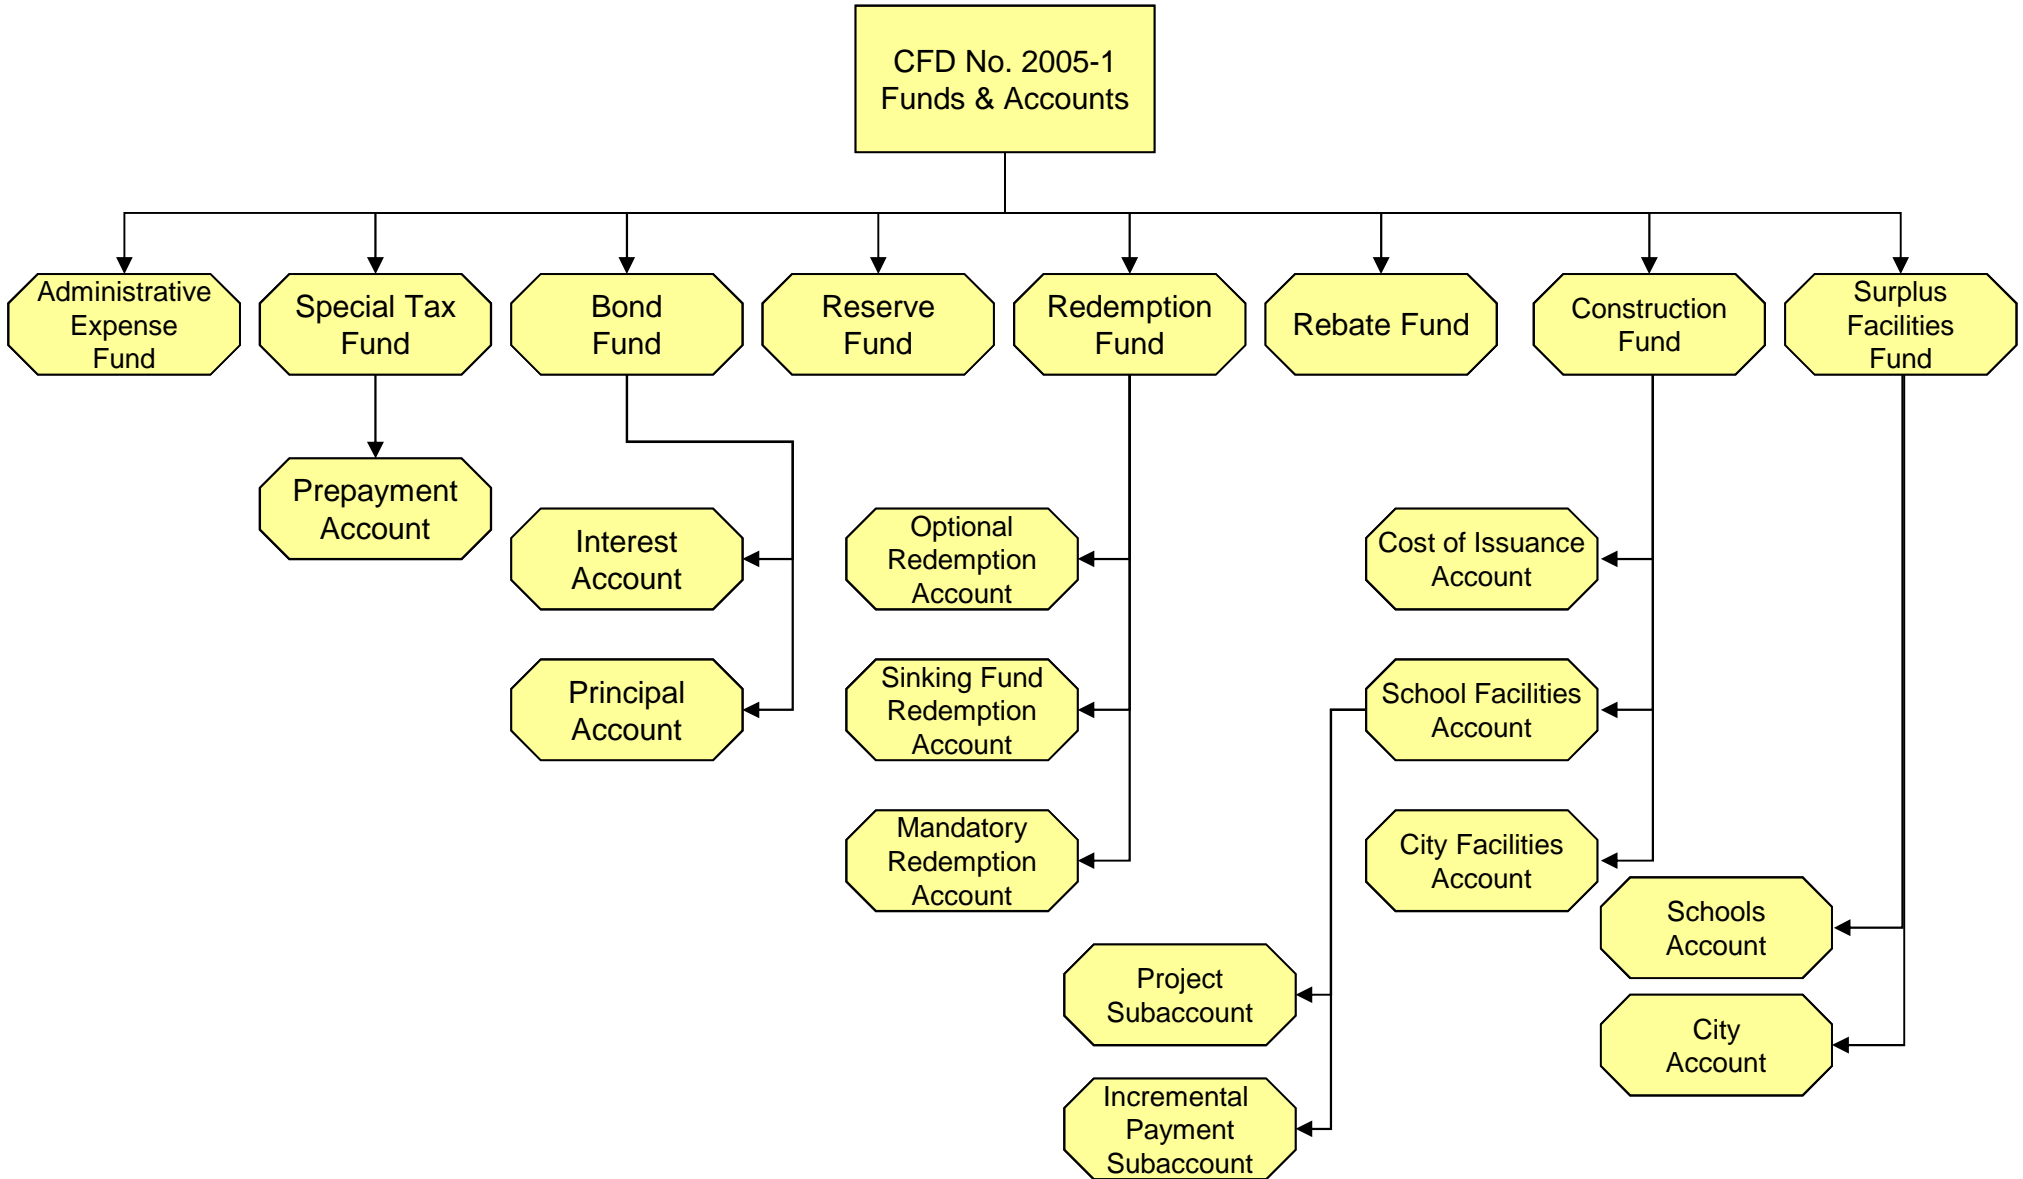 CFD No. 2005-1
Funds & Accounts
Administrative
Expense
Fund
Special Tax
Fund
Bond
Fund
Reserve
Fund
Redemption
Fund
Rebate Fund
Construction
Fund
Surplus
Facilities
Fund
Prepayment
Account
Interest
Account
Optional
Redemption
Account
Cost of Issuance
Account
Principal
Account
Sinking Fund
Redemption
Account
School Facilities
Account
Mandatory
Redemption
Account
City Facilities
Account
Schools
Account
Project
Subaccount
City
Account
Incremental
Payment
Subaccount